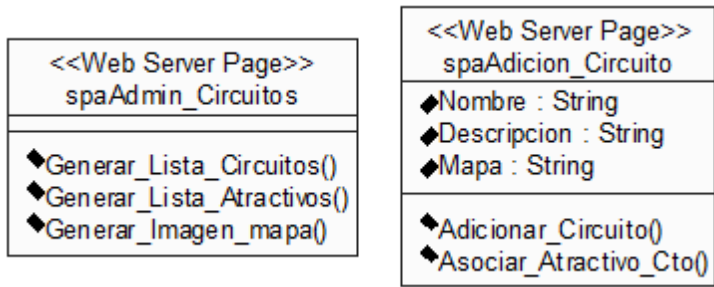 <<Web Server Page>>
spaAdmin_Circuitos
Generar_Lista_Circuitos()
Generar_Lista_Atractivos()
Generar_Imagen_mapa()
<<Web Server Page>>
spaAdicion_Circuito
Nombre : String
Descripcion : String
Mapa : String
Adicionar_Circuito()
Asociar_Atractivo_Cto()